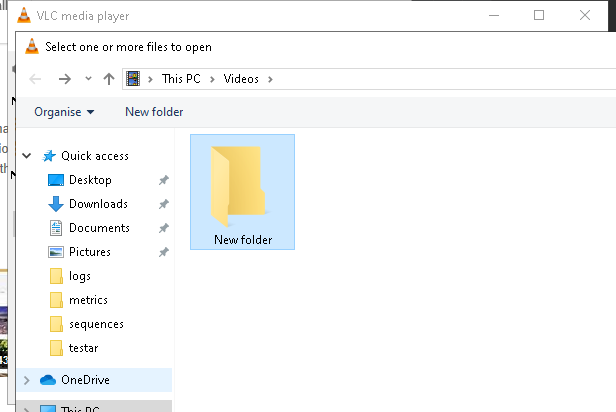 VLC media player
Select one or more files to open
This PC > Videos >
Organise
New folder
Quick access
Desktop
Downloads
Documents
Pictures
logs
metrics
sequences
testar
OneDrive
This PC
New folder